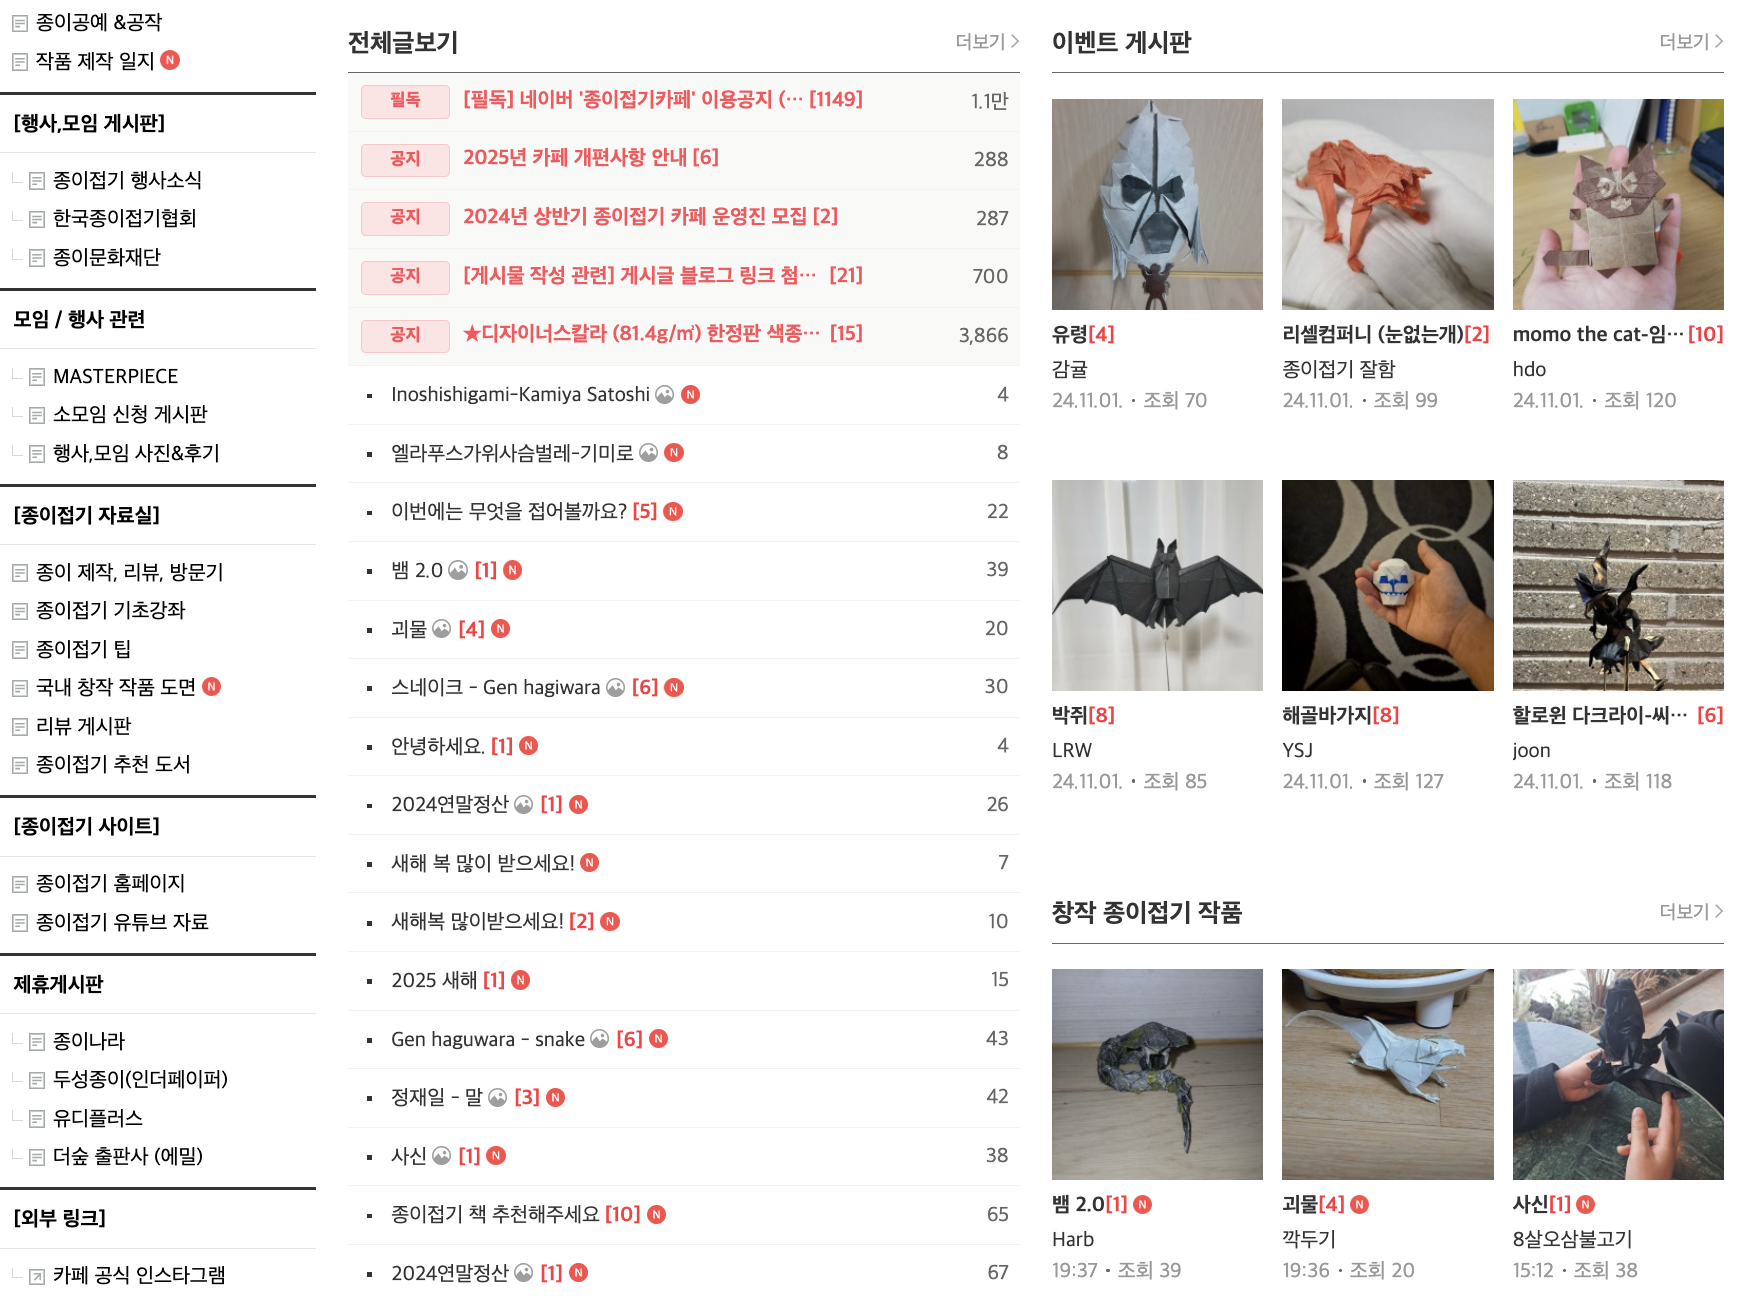 종이공예 &공작
작품 제작 일지 N
[행사,모임 게시판]
종이접기 행사소식
한국종이접기협회
종이문화재단
모임 / 행사 관련
MASTERPIECE
소모임 신청 게시판
행사,모임 사진&후기
[종이접기 자료실]
종이 제작, 리뷰, 방문기
종이접기 기초강좌
종이접기 팁
국내 창작 작품 도면 N
리뷰 게시판
종이접기 추천 도서
[종이접기 사이트]
종이접기 홈페이지
종이접기 유튜브 자료
제휴게시판
종이나라
두성종이(인더페이퍼)
유디플러스
더숲 출판사 (에밀)
[외부 링크]
카페 공식 인스타그램
전체글보기 더보기
필독 [필독] 네이버 '종이접기카페' 이용공지 (··· [1149] 1.1만
공지 2025년 카페 개편사항 안내 [6] 288
공지 2024년 상반기 종이접기 카페 운영진 모집 [2] 287
공지 [게시물 작성 관련] 게시글 블로그 링크 첨··· [21] 700
공지 ★디자이너스칼라 (81.4g/㎡) 한정판 색종··· [15] 3,866
Inoshishigami-Kamiya Satoshi N 4
엘라푸스가위사슴벌레-기미로 N 8
이번에는 무엇을 접어볼까요? [5] N 22
뱀 2.0 [1] N 39
괴물 [4] N 20
스네이크 - Gen hagiwara [6] N 30
안녕하세요. [1] N 4
2024연말정산 [1] N 26
새해 복 많이 받으세요! N 7
새해복 많이받으세요! [2] N 10
2025 새해 [1] N 15
Gen haguwara - snake [6] N 43
정재일 - 말 [3] N 42
사신 [1] N 38
종이접기 책 추천해주세요 [10] N 65
2024연말정산 [1] N 67
이벤트 게시판 더보기
유령[4]
감귤
24.11.01. · 조회 70
리셀컴퍼니 (눈없는개)[2]
종이접기 잘함
24.11.01. · 조회 99
momo the cat-임··· [10]
hdo
24.11.01. · 조회 120
박쥐[8]
LRW
24.11.01. · 조회 85
해골바가지[8]
YSJ
24.11.01. · 조회 127
할로윈 다크라이-씨··· [6]
joon
24.11.01. · 조회 118
창작 종이접기 작품 더보기
뱀 2.0[1] N
Harb
19:37 · 조회 39
괴물[4] N
깍두기
19:36 · 조회 20
사신[1] N
8살오삼불고기
15:12 · 조회 38